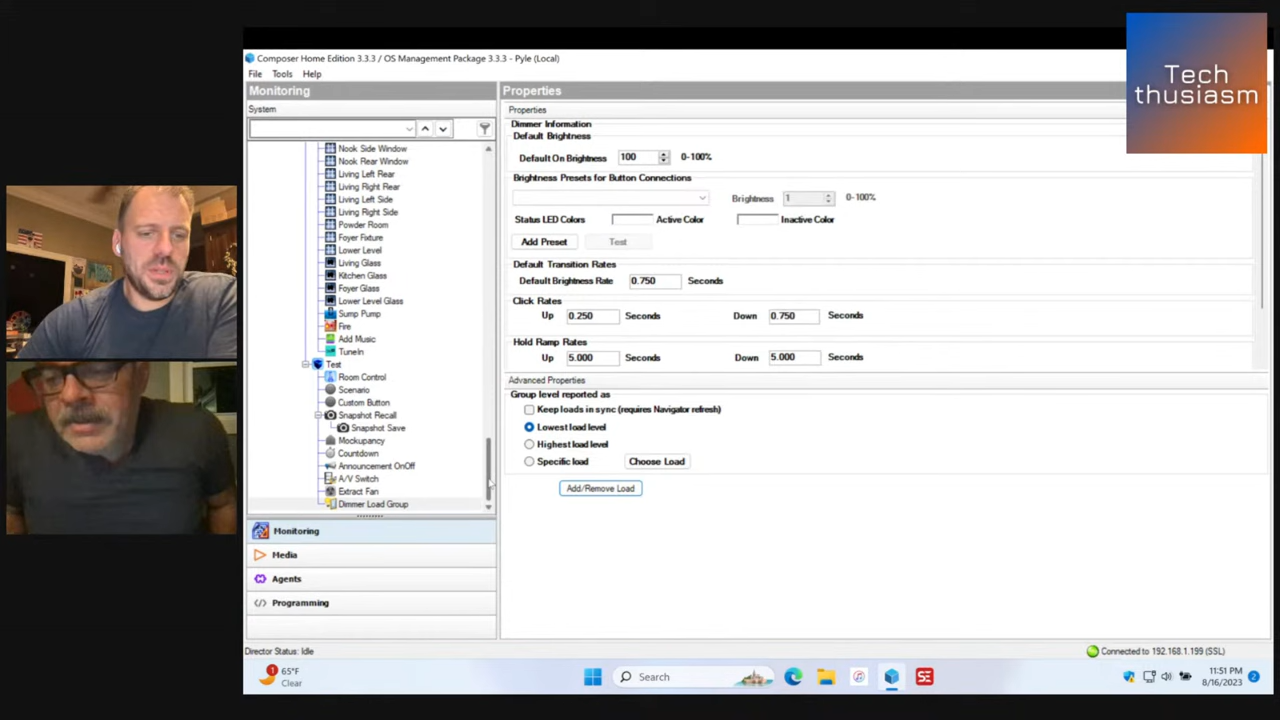 Tech
thusiasm
Composer Home Edition 3.3.3 / OS Management Package 3.3.3 - Pyle (Local)
File Tools Help
Monitoring
System
Nook Side Window
Nook Rear Window
Living Left Rear
Living Right Rear
Living Left Side
Living Right Side
Powder Room
Foyer Fixture
Lower Level
Living Glass
Kitchen Glass
Foyer Glass
Lower Level Glass
Sump Pump
Fire
Add Music
TuneIn
Test
Room Control
Scenario
Custom Button
Snapshot Recall
Snapshot Save
Mockupancy
Countdown
Announcement OnOff
A/V Switch
Extract Fan
Dimmer Load Group
Monitoring
Media
Agents
Programming
Properties
Properties
Dimmer Information
Default Brightness
Default On Brightness 100 0-100%
Brightness Presets for Button Connections
Brightness 1 0-100%
Status LED Colors Active Color Inactive Color
Add Preset Test
Default Transition Rates
Default Brightness Rate 0.750 Seconds
Click Rates
Up 0.250 Seconds Down 0.750 Seconds
Hold Ramp Rates
Up 5.000 Seconds Down 5.000 Seconds
Advanced Properties
Group level reported as
Keep loads in sync (requires Navigator refresh)
Lowest load level
Highest load level
Specific load Choose Load
Add/Remove Load
Director Status: Idle
Connected to 192.168.1.199 (SSL)
1
65°F
Clear
Search
SE
11:51 PM
8/16/2023
2